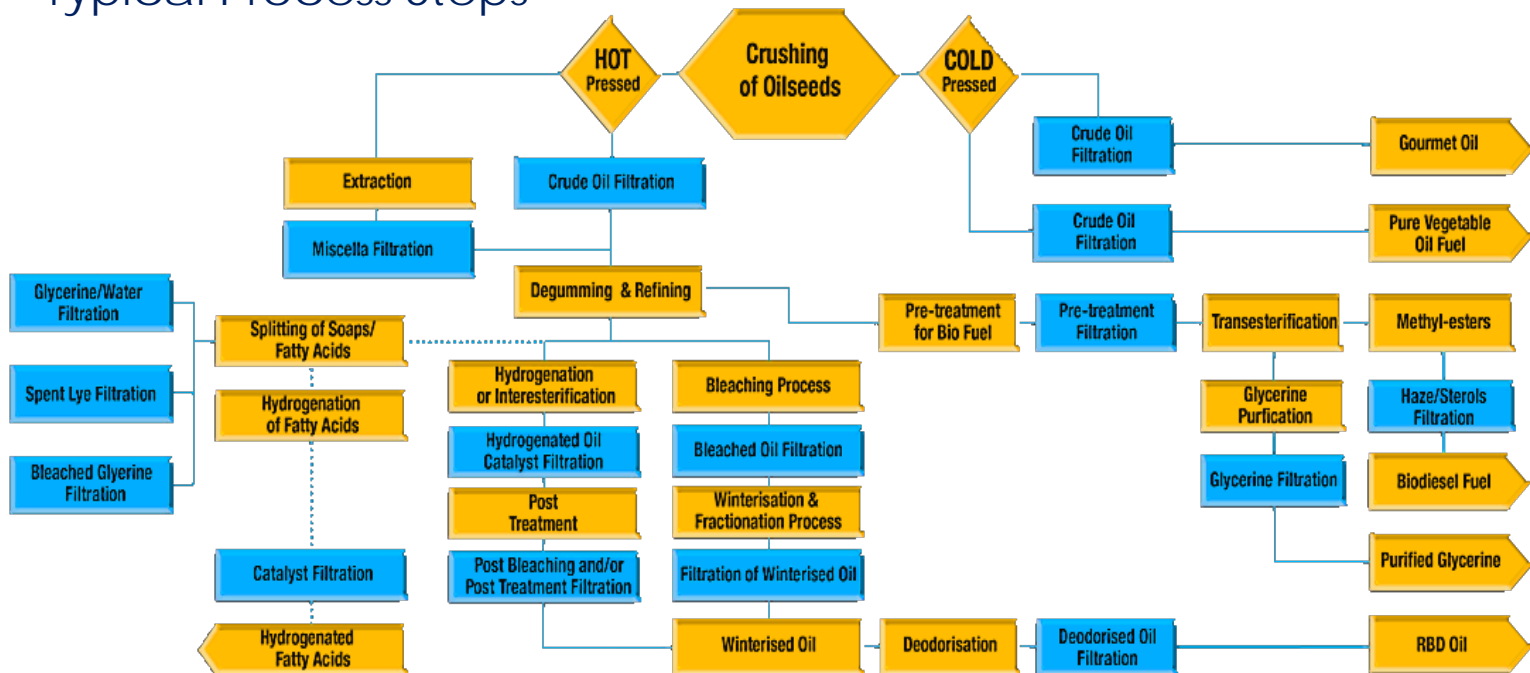 Typical Process Steps
HOT
Pressed
Crushing
of Oilseeds
COLD
Pressed
Crude Oil
Filtration
Gourmet Oil
Extraction
Crude Oil Filtration
Miscella Filtration
Crude Oil
Filtration
Pure Vegetable
Oil Fuel
Glycerine/Water
Filtration
Degumming & Refining
Splitting of Soaps/
Fatty Acids
Pre-treatment
for Bio Fuel
Pre-treatment
Filtration
Transesterification
Methyl-esters
Spent Lye Filtration
Hydrogenation
of Fatty Acids
Hydrogenation
or Interesterification
Bleaching Process
Glycerine
Purfication
Haze/Sterols
Filtration
Bleached Glyerine
Filtration
Hydrogenated Oil
Catalyst Filtration
Bleached Oil Filtration
Glycerine Filtration
Biodiesel Fuel
Post
Treatment
Winterisation &
Fractionation Process
Catalyst Filtration
Post Bleaching and/or
Post Treatment Filtration
Filtration of Winterised Oil
Purified Glycerine
Hydrogenated
Fatty Acids
Winterised Oil
Deodorisation
Deodorised Oil
Filtration
RBD Oil